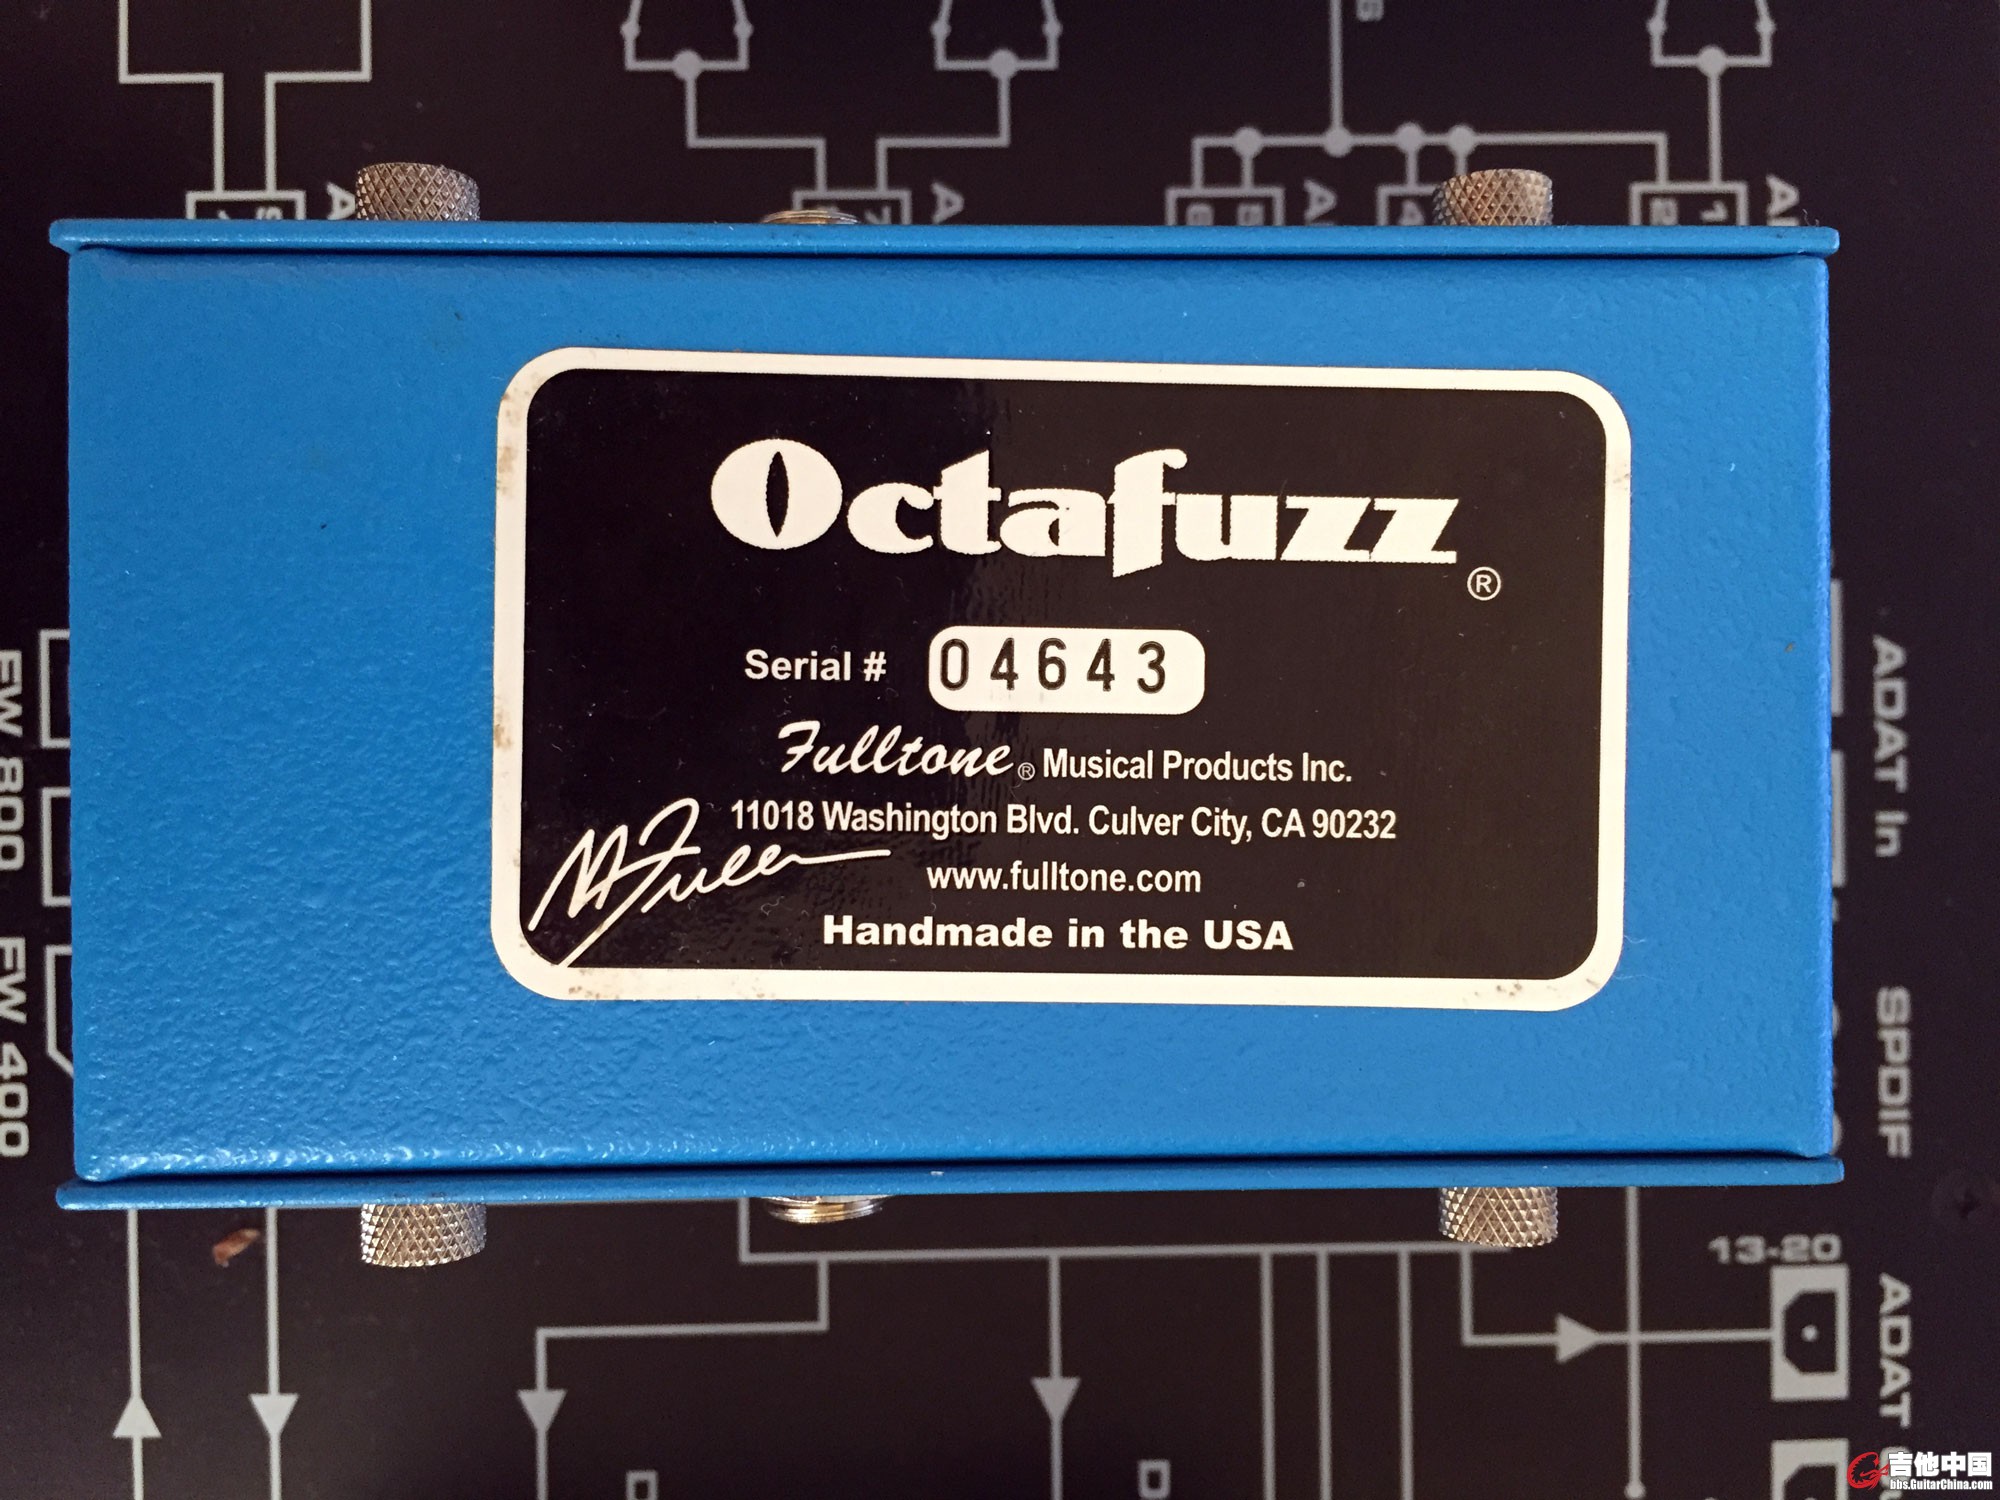 Octafuzz ®
Serial # 04643
Fulltone ® Musical Products Inc.
11018 Washington Blvd. Culver City, CA 90232
www.fulltone.com
Handmade in the USA
FW 800
FW 400
ADAT In
SPDIF
13-20
ADAT
吉他中国
bbs.GuitarChina.com